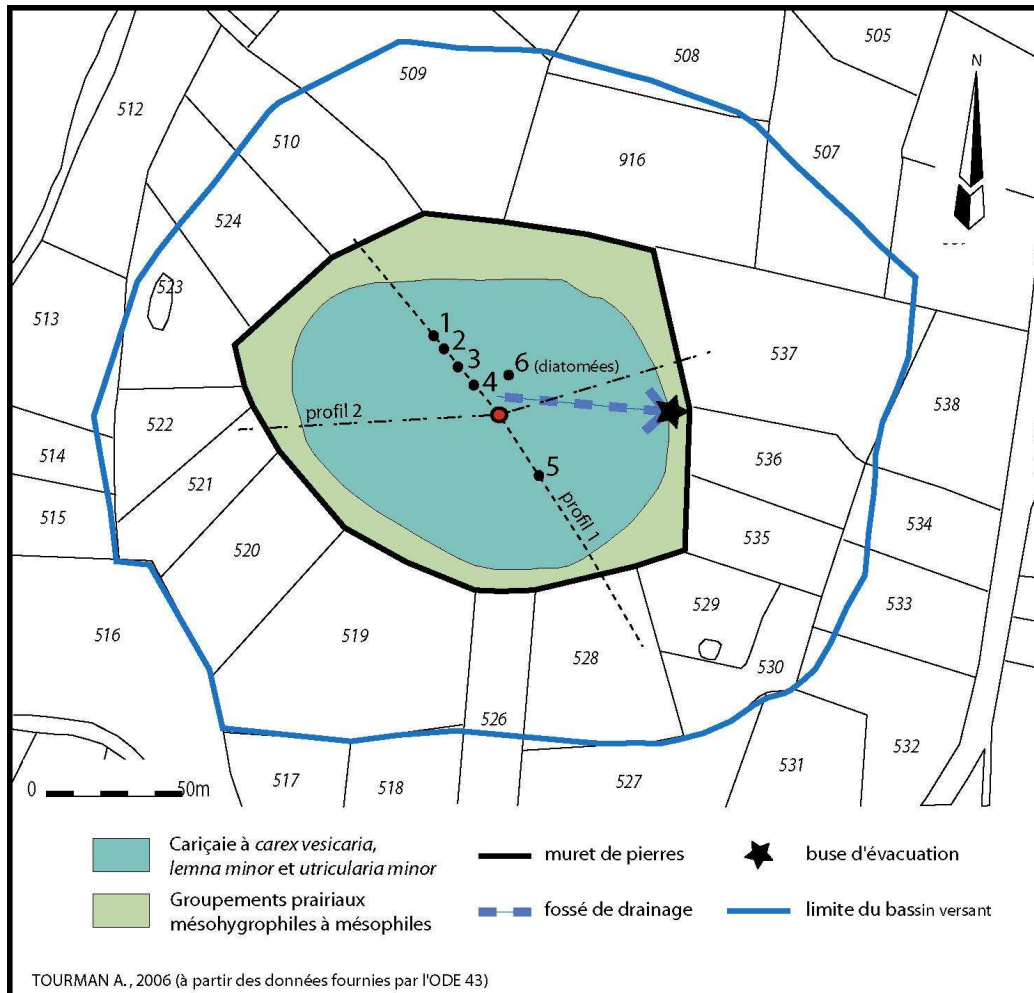 505
508
509
512
N
510
507
916
524
523
513
1
2
3
6 (diatomées)
537
4
538
profil 2
522
514
536
5
521
profil 1
515
534
520
535
529
533
516
519
528
530
526
532
517
531
518
527
0 50m
Cariçaie à carex vesicaria,
lemna minor et utricularia minor
muret de pierres
buse d'évacuation
Groupements prairiaux
mésohygrophiles à mésophiles
fossé de drainage
limite du bassin versant
TOURMAN A., 2006 (à partir des données fournies par l'ODE 43)